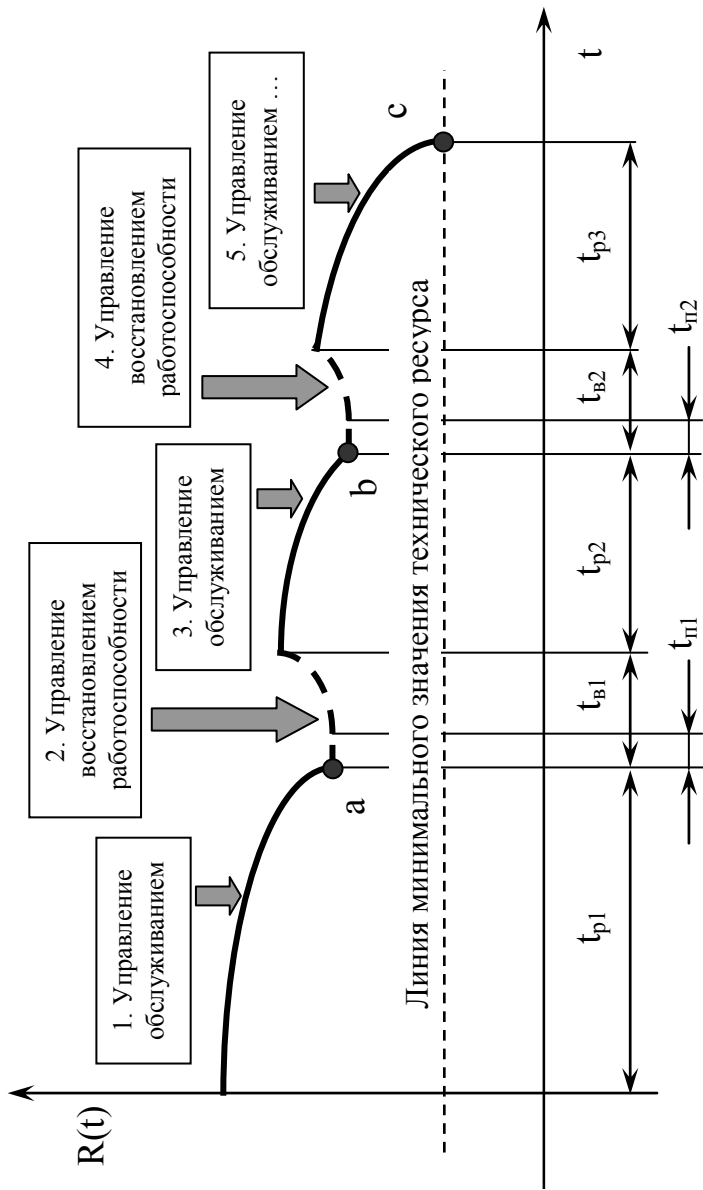 R(t)
1. Управление
обслуживанием
2. Управление
восстановлением
работоспособности
3. Управление
обслуживанием
4. Управление
восстановлением
работоспособности
5. Управление
обслуживанием …
a
b
c
Линия минимального значения технического ресурса
t
tр1
tв1
tр2
tв2
tр3
tп1
tп2